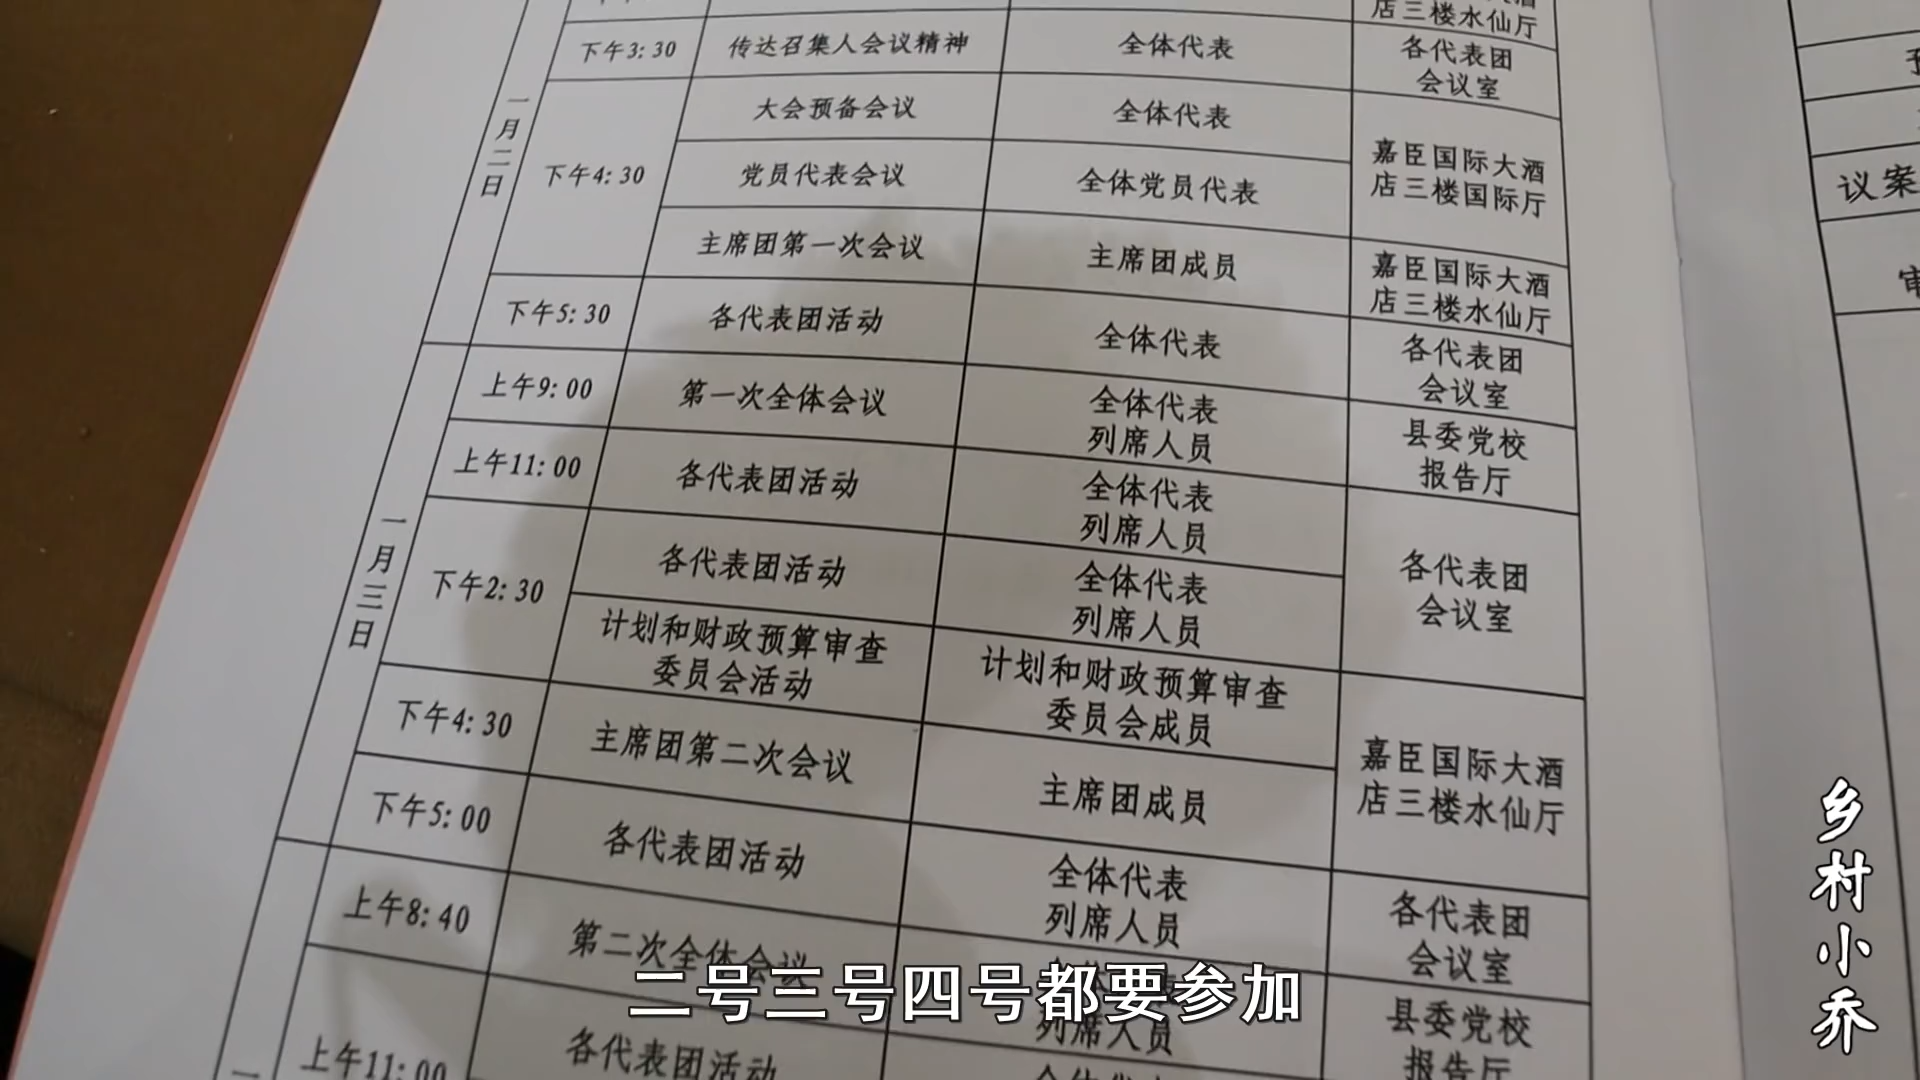 店三楼水仙厅
下午3:30 传达召集人会议精神 全体代表 各代表团
会议室
一月二日
下午4:30
大会预备会议 全体代表
嘉臣国际大酒
店三楼国际厅
党员代表会议 全体党员代表
主席团第一次会议 主席团成员 嘉臣国际大酒
店三楼水仙厅
下午5:30 各代表团活动 全体代表 各代表团
会议室
一月三日
上午9:00 第一次全体会议 全体代表
列席人员
县委党校
报告厅
上午11:00 各代表团活动 全体代表
列席人员
各代表团
会议室
下午2:30 各代表团活动 全体代表
列席人员
计划和财政预算审查
委员会活动
计划和财政预算审查
委员会成员
嘉臣国际大酒
店三楼水仙厅
下午4:30 主席团第二次会议 主席团成员
下午5:00 各代表团活动 全体代表
列席人员
各代表团
会议室
上午8:40 第二次全体会议
列席人员
县委党校
报告厅
上午11:00 各代表团活动
议案
二号三号四号都要参加
乡村小乔